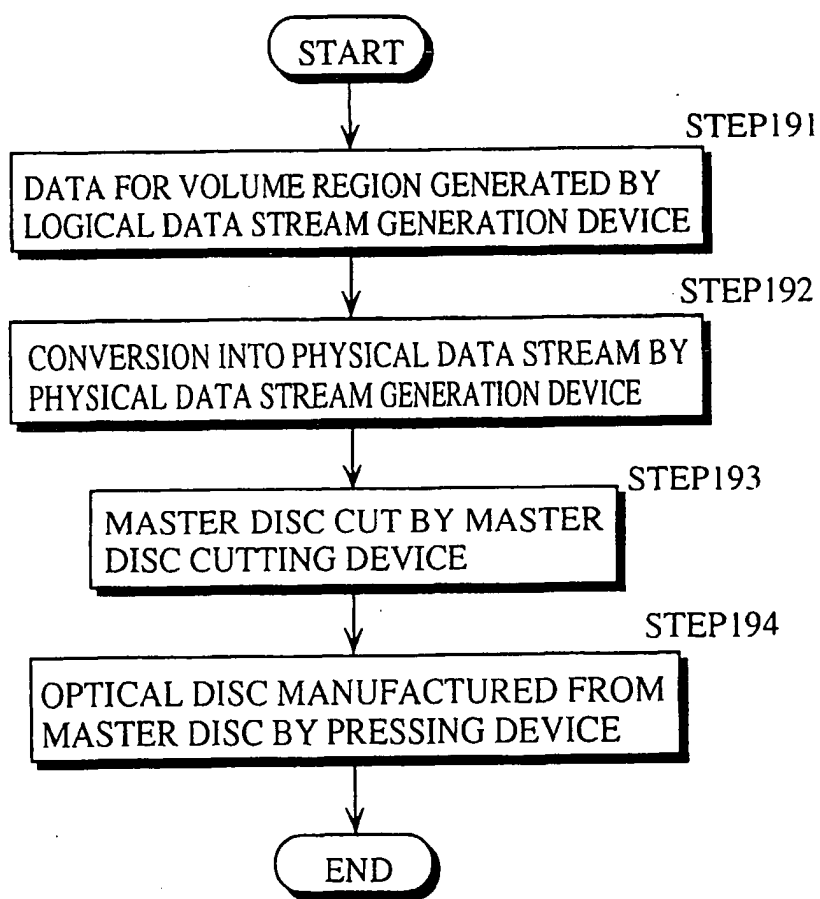 START
STEP191
DATA FOR VOLUME REGION GENERATED BY
LOGICAL DATA STREAM GENERATION DEVICE
STEP192
CONVERSION INTO PHYSICAL DATA STREAM BY
PHYSICAL DATA STREAM GENERATION DEVICE
STEP193
MASTER DISC CUT BY MASTER
DISC CUTTING DEVICE
STEP194
OPTICAL DISC MANUFACTURED FROM
MASTER DISC BY PRESSING DEVICE
END